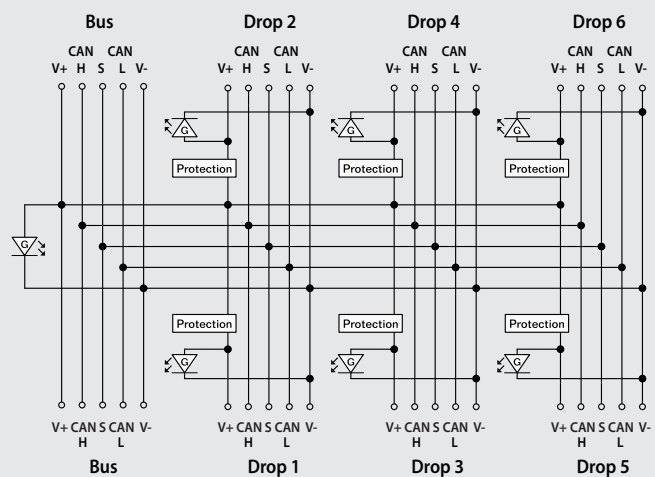 Bus Drop 2 Drop 4 Drop 6
CAN CAN CAN CAN CAN CAN CAN CAN
V+ H S L V- V+ H S L V- V+ H S L V- V+ H S L V-
G G G
Protection Protection Protection
G
Protection Protection Protection
G G G
V+ CAN S CAN V- V+ CAN S CAN V- V+ CAN S CAN V- V+ CAN S CAN V-
H L H L H L H L
Bus Drop 1 Drop 3 Drop 5